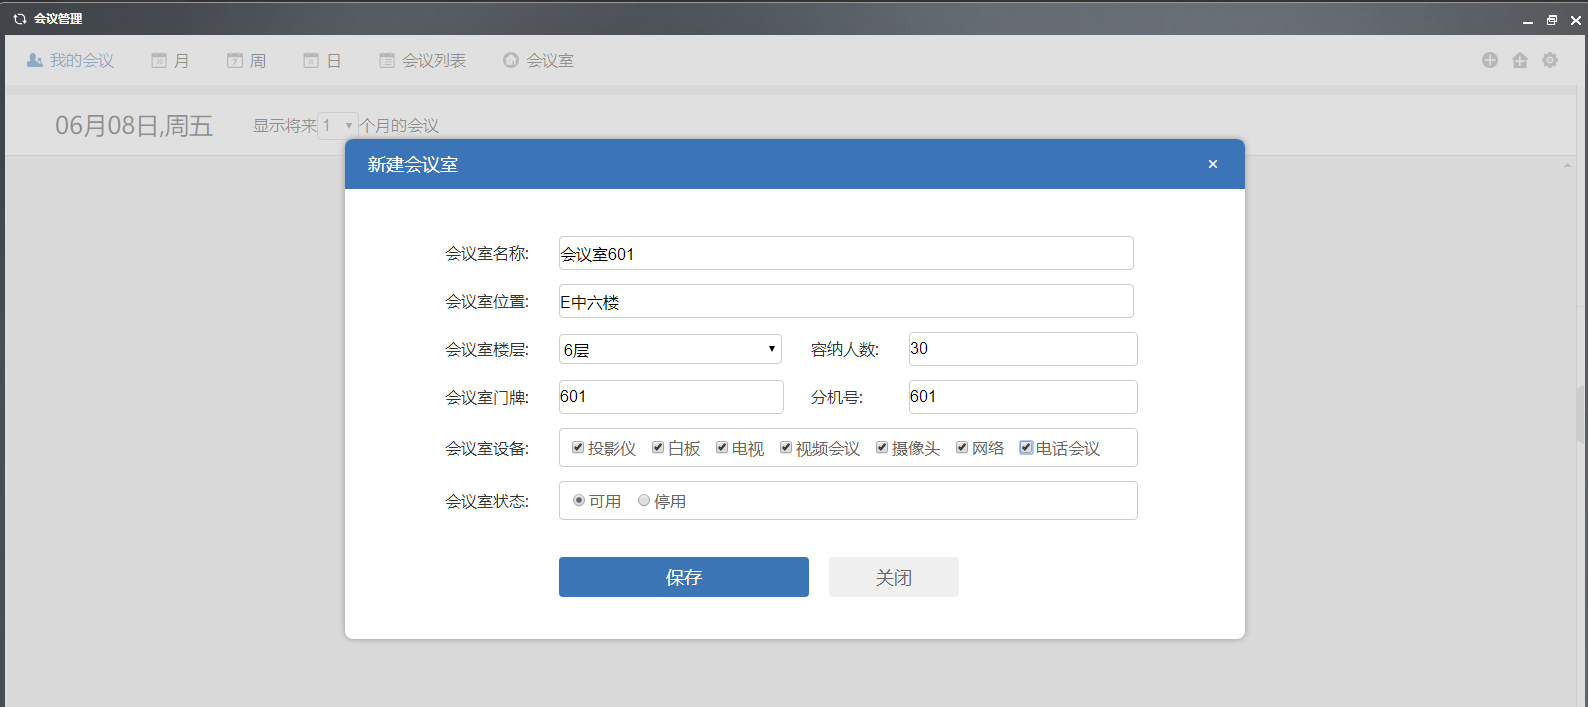 会议管理
我的会议 月 周 日 会议列表 会议室
06月08日,周五 显示将来 1 个月的会议
新建会议室 ×
会议室名称: 会议室601
会议室位置: E中六楼
会议室楼层: 6层 容纳人数: 30
会议室门牌: 601 分机号: 601
会议室设备: 投影仪 白板 电视 视频会议 摄像头 网络 电话会议
会议室状态: 可用 停用
保存 关闭